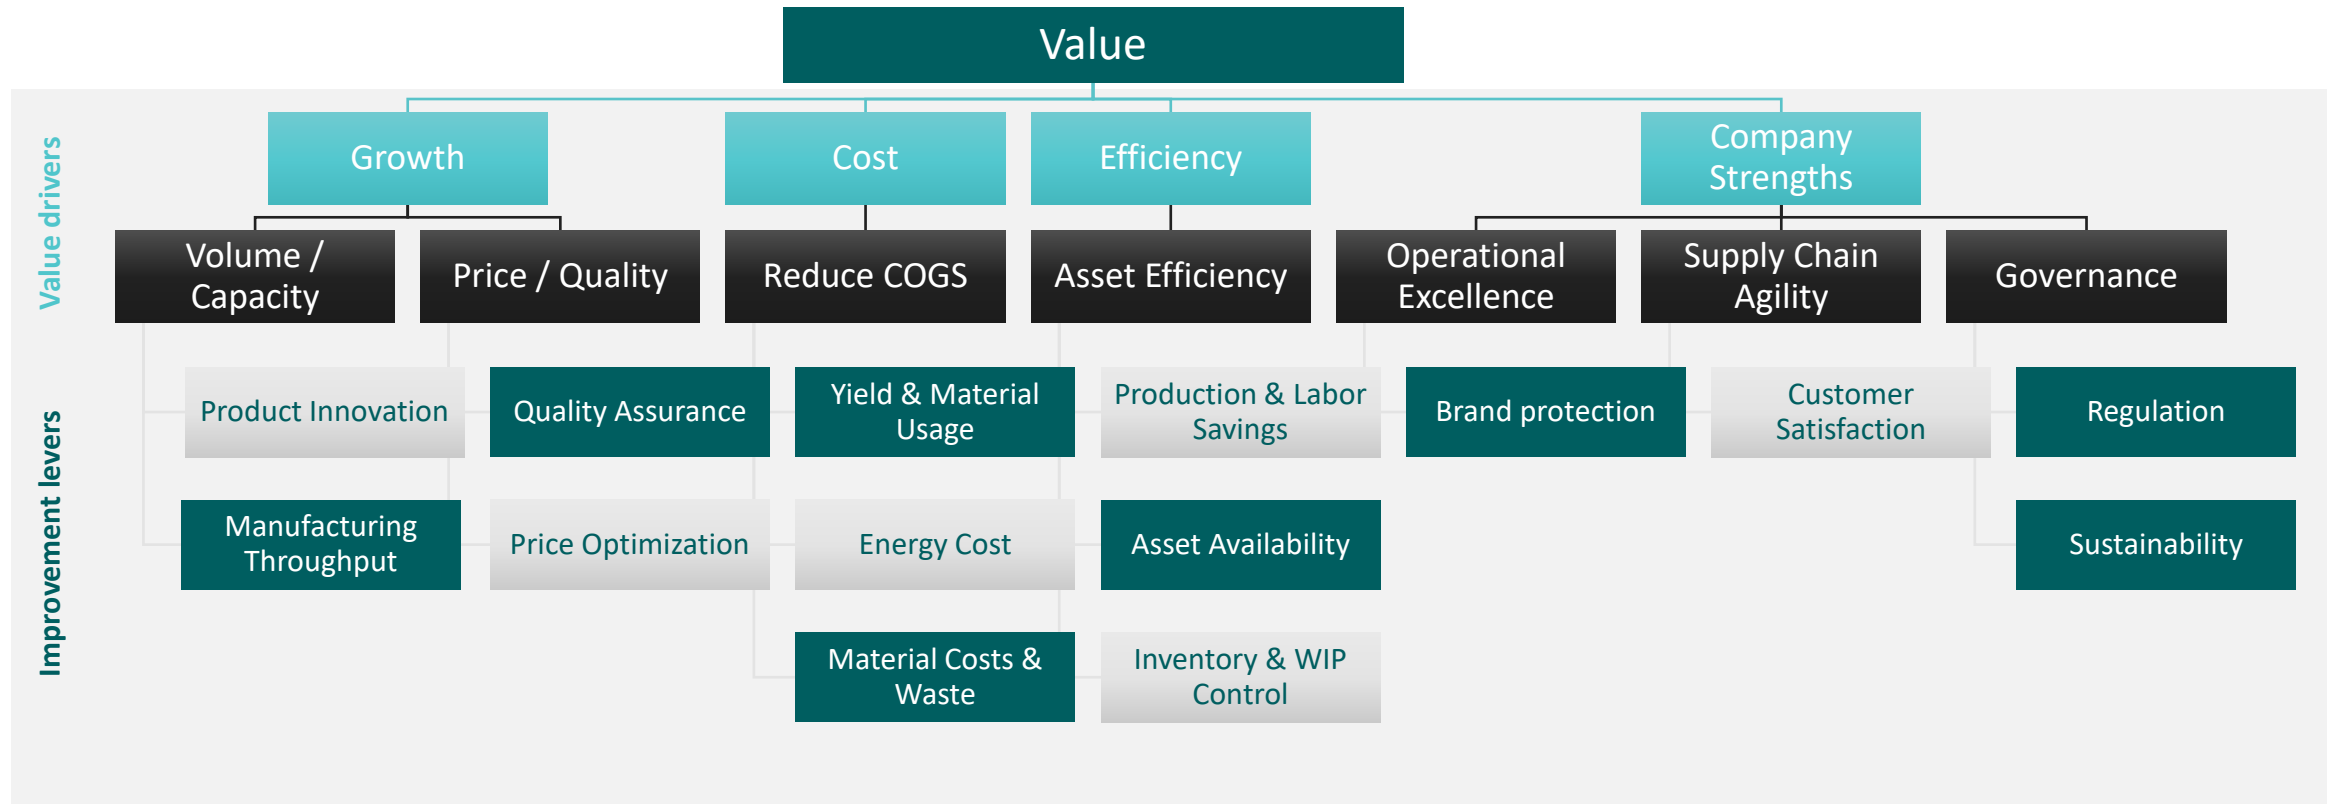 Value
Value drivers
Growth
Cost
Efficiency
Company
Strengths
Volume /
Capacity
Price / Quality
Reduce COGS
Asset Efficiency
Operational
Excellence
Supply Chain
Agility
Governance
Improvement levers
Product Innovation
Quality Assurance
Yield & Material
Usage
Production & Labor
Savings
Brand protection
Customer
Satisfaction
Regulation
Manufacturing
Throughput
Price Optimization
Energy Cost
Asset Availability
Sustainability
Material Costs &
Waste
Inventory & WIP
Control